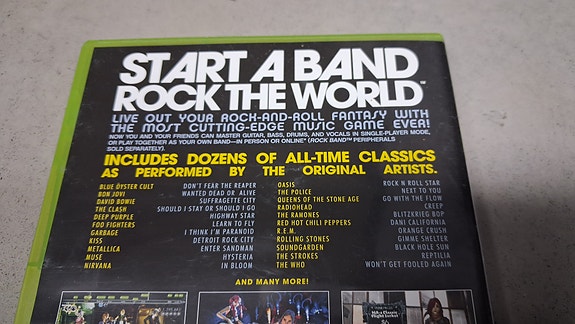 START A BAND
ROCK THE WORLD™
LIVE OUT YOUR ROCK-AND-ROLL FANTASY WITH
THE MOST CUTTING-EDGE MUSIC GAME EVER!
NOW YOU AND YOUR FRIENDS CAN MASTER GUITAR, BASS, DRUMS, AND VOCALS IN SINGLE-PLAYER MODE,
OR PLAY TOGETHER AS YOUR OWN BAND—IN PERSON OR ONLINE* (ROCK BAND™ PERIPHERALS
SOLD SEPARATELY).
INCLUDES DOZENS OF ALL-TIME CLASSICS
AS PERFORMED BY THE ORIGINAL ARTISTS.
BLUE ÖYSTER CULT DON'T FEAR THE REAPER
BON JOVI WANTED DEAD OR ALIVE
DAVID BOWIE SUFFRAGETTE CITY
THE CLASH SHOULD I STAY OR SHOULD I GO
DEEP PURPLE HIGHWAY STAR
FOO FIGHTERS LEARN TO FLY
GARBAGE I THINK I'M PARANOID
KISS DETROIT ROCK CITY
METALLICA ENTER SANDMAN
MUSE HYSTERIA
NIRVANA IN BLOOM
OASIS ROCK N ROLL STAR
THE POLICE NEXT TO YOU
QUEENS OF THE STONE AGE GO WITH THE FLOW
RADIOHEAD CREEP
THE RAMONES BLITZKRIEG BOP
RED HOT CHILI PEPPERS DANI CALIFORNIA
R.E.M. ORANGE CRUSH
ROLLING STONES GIMME SHELTER
SOUNDGARDEN BLACK HOLE SUN
THE STROKES REPTILIA
THE WHO WON'T GET FOOLED AGAIN
AND MANY MORE!